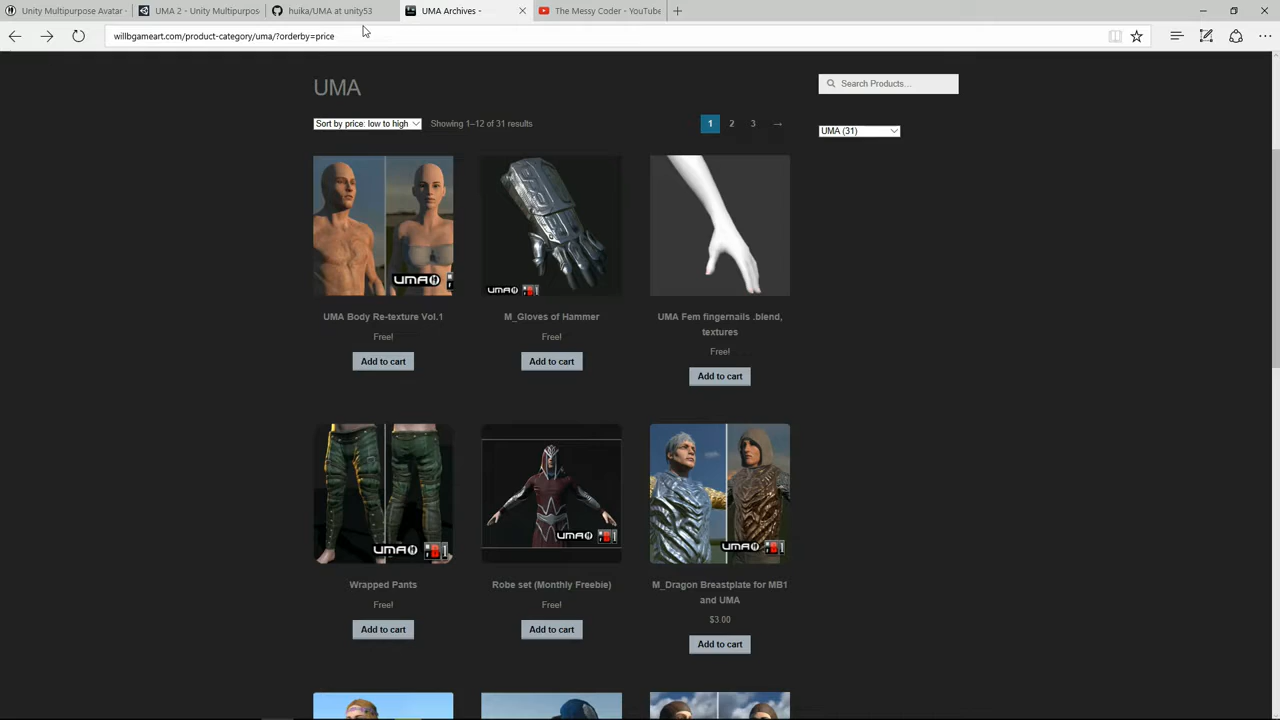 Unity Multipurpose Avatar -
UMA 2 - Unity Multipurpos
huika/UMA at unity53
UMA Archives -
The Messy Coder - YouTube
willbgameart.com/product-category/uma/?orderby=price
UMA
Search Products…
Sort by price: low to high
Showing 1–12 of 31 results
1 2 3 →
UMA (31)
UMA
UMA
UMA Body Re-texture Vol.1
M_Gloves of Hammer
UMA Fem fingernails .blend,
textures
Free!
Free!
Free!
Add to cart
Add to cart
Add to cart
UMA
UMA
UMA
Wrapped Pants
Robe set (Monthly Freebie)
M_Dragon Breastplate for MB1
and UMA
Free!
Free!
$3.00
Add to cart
Add to cart
Add to cart